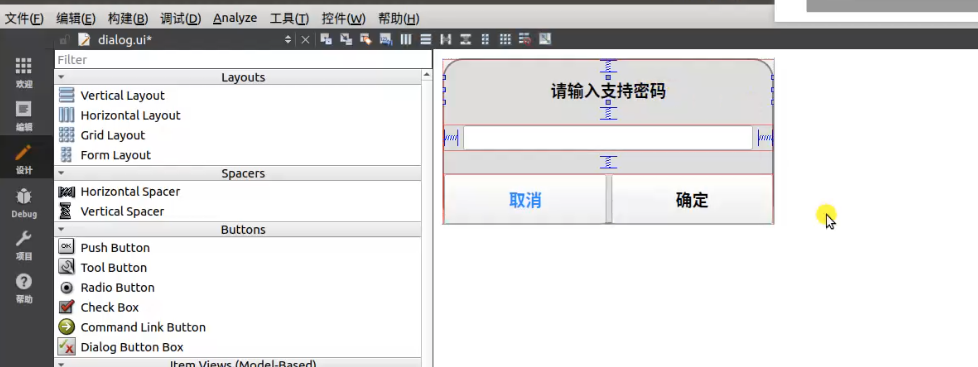 文件(F) 编辑(E) 构建(B) 调试(D) Analyze 工具(T) 控件(W) 帮助(H)
dialog.ui*
欢迎
编辑
设计
Debug
项目
帮助
Filter
Layouts
Vertical Layout
Horizontal Layout
Grid Layout
Form Layout
Spacers
Horizontal Spacer
Vertical Spacer
Buttons
Push Button
Tool Button
Radio Button
Check Box
Command Link Button
Dialog Button Box
Item Views (Model-Based)
请输入支持密码
取消 确定